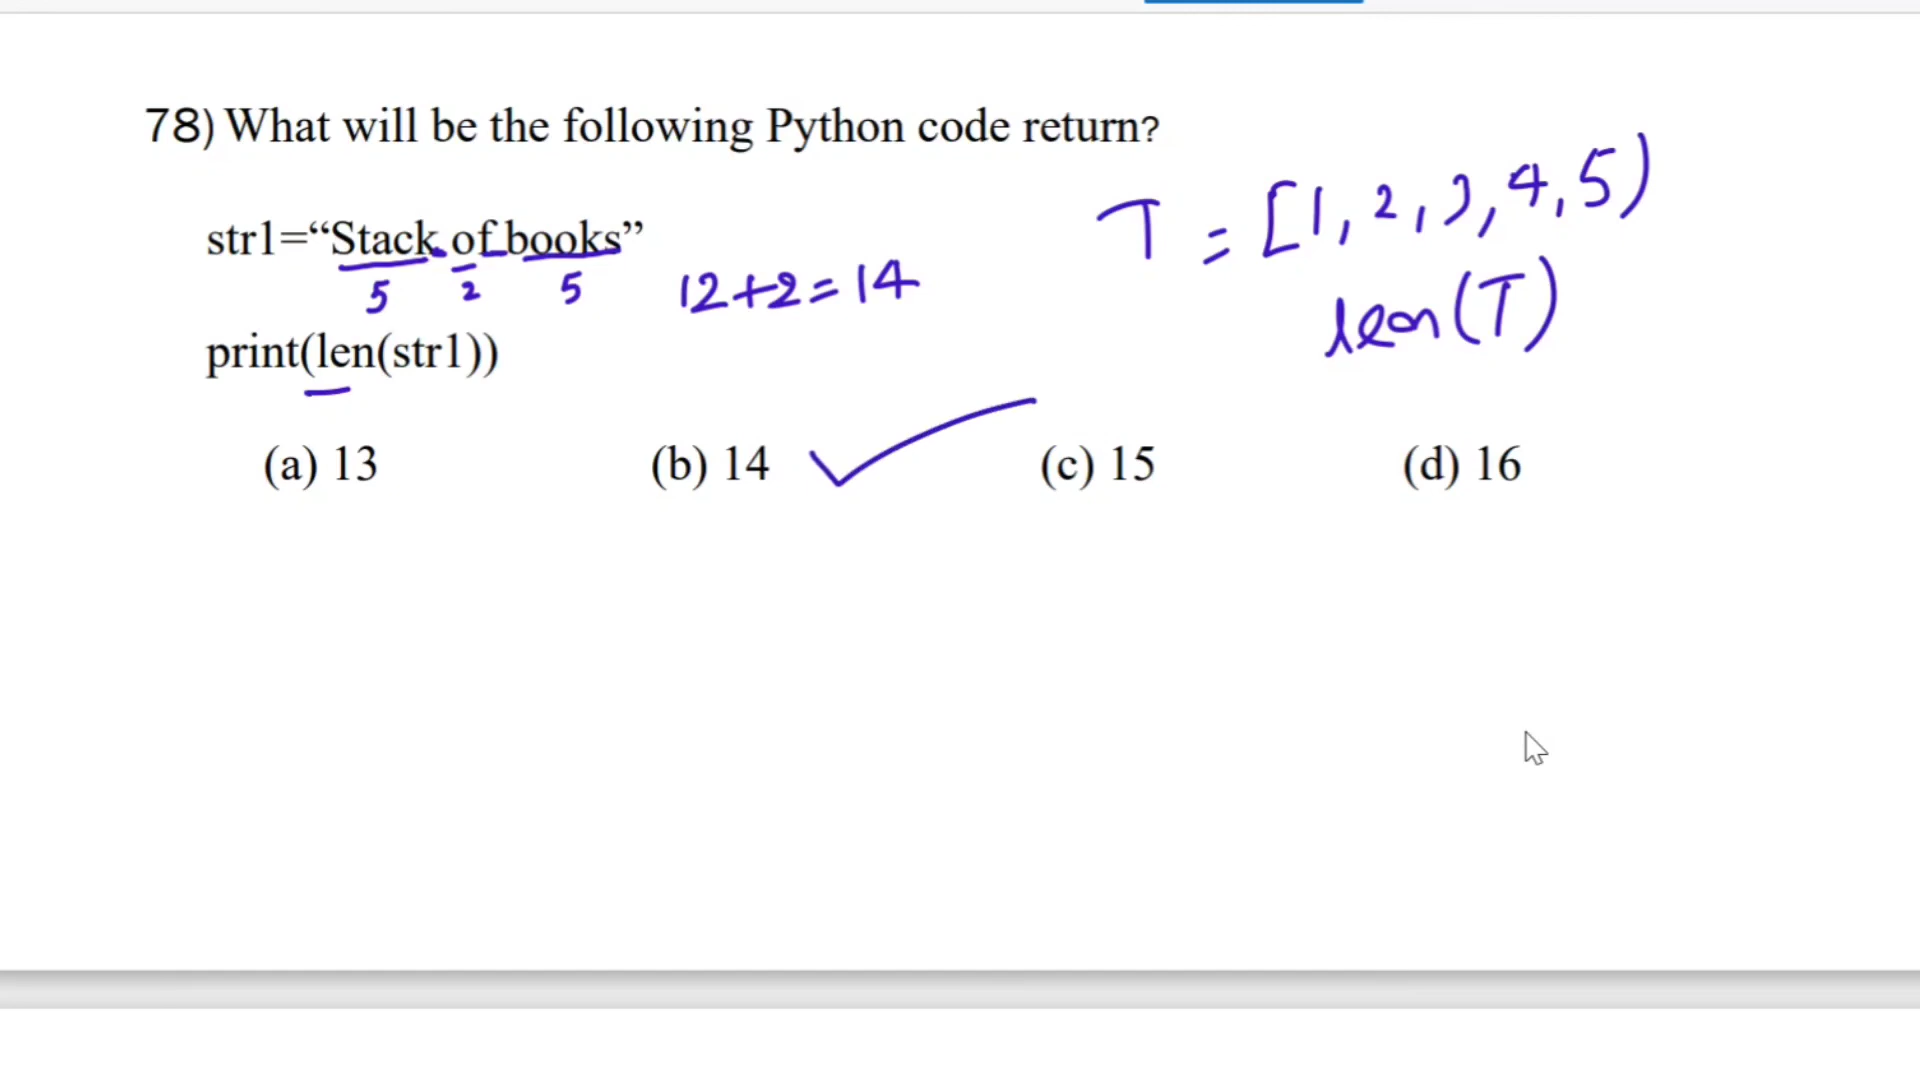 78) What will be the following Python code return?
T = [1, 2, 3, 4, 5)
str1=“Stack of books”
5 2 5 12+2=14
len(T)
print(len(str1))
(a) 13 (b) 14 (c) 15 (d) 16